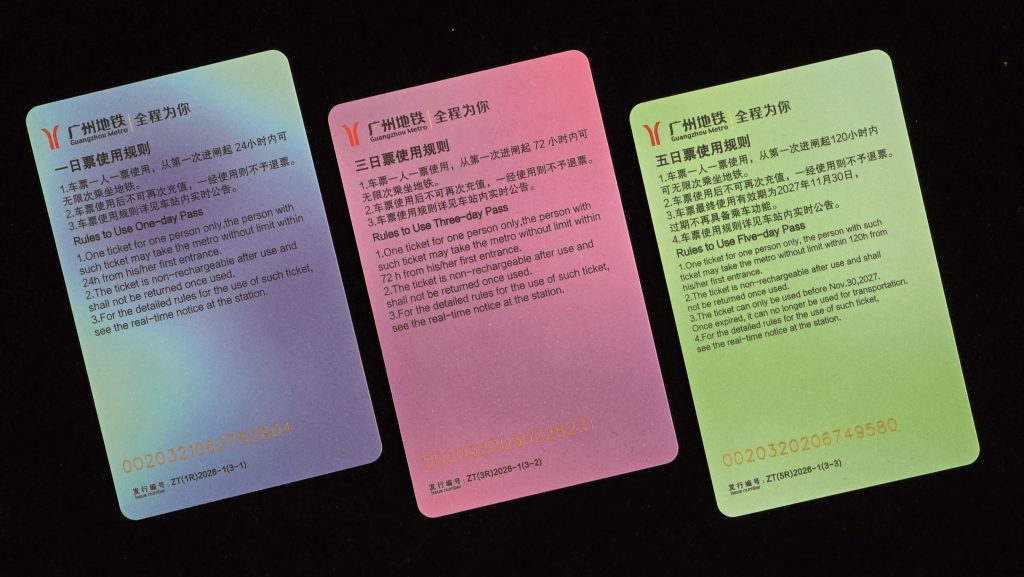 广州地铁 全程为你
Guangzhou Metro
一日票使用规则
1.车票一人一票使用，从第一次进闸起 24小时内可
无限次乘坐地铁。
2.车票使用后不可再次充值，一经使用则不予退票。
3.车票使用规则详见车站内实时公告。
Rules to Use One-day Pass
1.One ticket for one person only,the person with
such ticket may take the metro without limit within
24h from his/her first entrance.
2.The ticket is non-rechargeable after use and
shall not be returned once used.
3.For the detailed rules for the use of such ticket,
see the real-time notice at the station.
0020321062752804
发行编号：ZT(1R)2026-1(3-1)
Issue number
广州地铁 全程为你
Guangzhou Metro
三日票使用规则
1.车票一人一票使用，从第一次进闸起 72 小时内可
无限次乘坐地铁。
2.车票使用后不可再次充值，一经使用则不予退票。
3.车票使用规则详见车站内实时公告。
Rules to Use Three-day Pass
1.One ticket for one person only,the person with
such ticket may take the metro without limit within
72 h from his/her first entrance.
2.The ticket is non-rechargeable after use and
shall not be returned once used.
3.For the detailed rules for the use of such ticket,
see the real-time notice at the station.
0020322030228231
发行编号：ZT(3R)2026-1(3-2)
Issue number
广州地铁 全程为你
Guangzhou Metro
五日票使用规则
1.车票一人一票使用，从第一次进闸起120小时内
可无限次乘坐地铁。
2.车票使用后不可再次充值，一经使用则不予退票。
3.车票最终使用有效期为2027年11月30日，
过期不再具备乘车功能。
4.车票使用规则详见车站内实时公告。
Rules to Use Five-day Pass
1.One ticket for one person only, the person with such
ticket may take the metro without limit within 120h from
his/her first entrance.
2.The ticket is non-rechargeable after use and shall
not be returned once used.
3.The ticket can only be used before Nov.30,2027.
Once expired, it can no longer be used for transportation.
4.For the detailed rules for the use of such ticket,
see the real-time notice at the station.
0020320206749580
发行编号：ZT(5R)2026-1(3-3)
Issue number